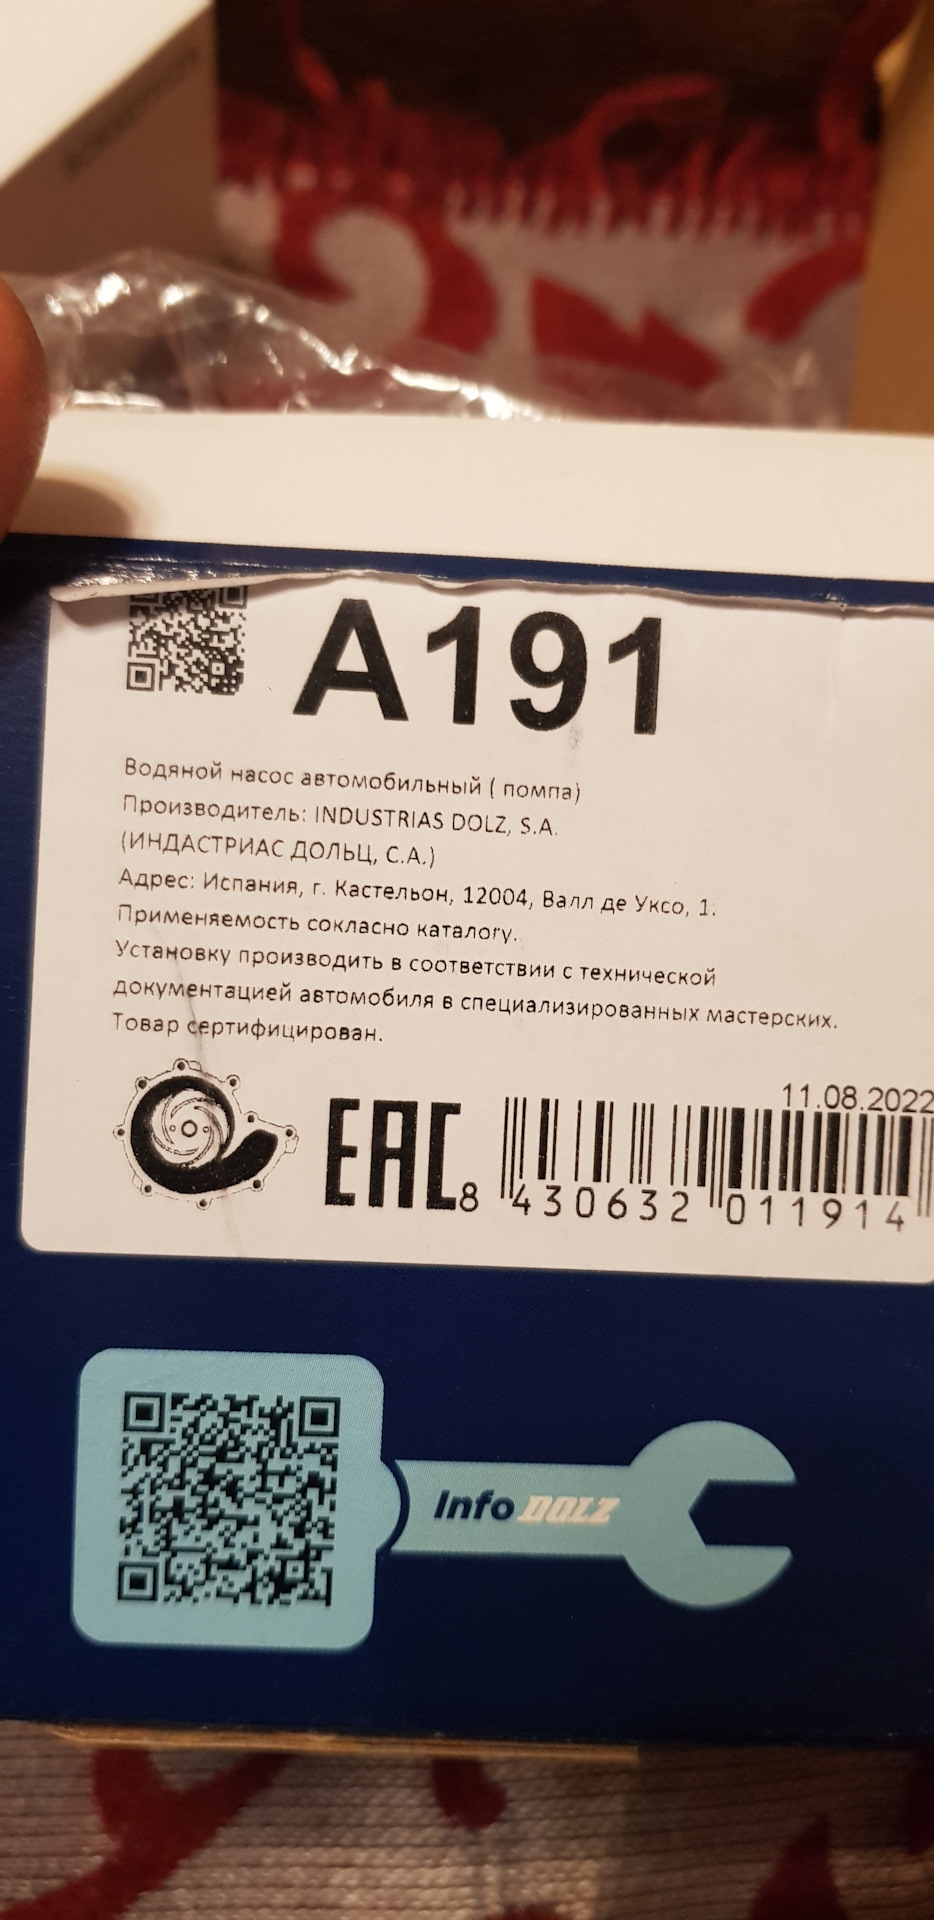 A191
Водяной насос автомобильный ( помпа)
Производитель: INDUSTRIAS DOLZ, S.A.
(ИНДАСТРИАС ДОЛЬЦ, С.А.)
Адрес: Испания, г. Кастельон, 12004, Валл де Уксо, 1.
Применяемость сокласно каталогу.
Установку производить в соответствии с технической
документацией автомобиля в специализированных мастерских.
Товар сертифицирован.
11.08.2022
EAC
8 430632 011914
Info DOLZ